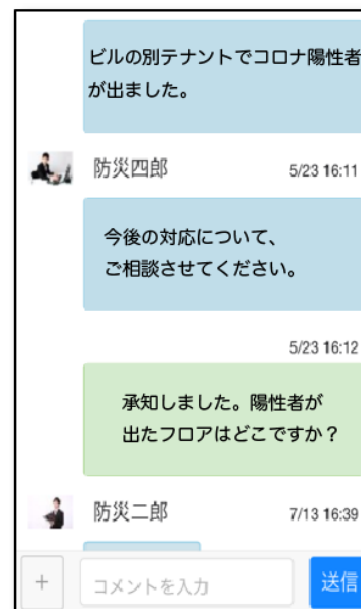 ビルの別テナントでコロナ陽性者
が出ました。
防災四郎 5/23 16:11
今後の対応について、
ご相談させてください。
5/23 16:12
承知しました。陽性者が
出たフロアはどこですか？
防災二郎 7/13 16:39
+ コメントを入力 送信